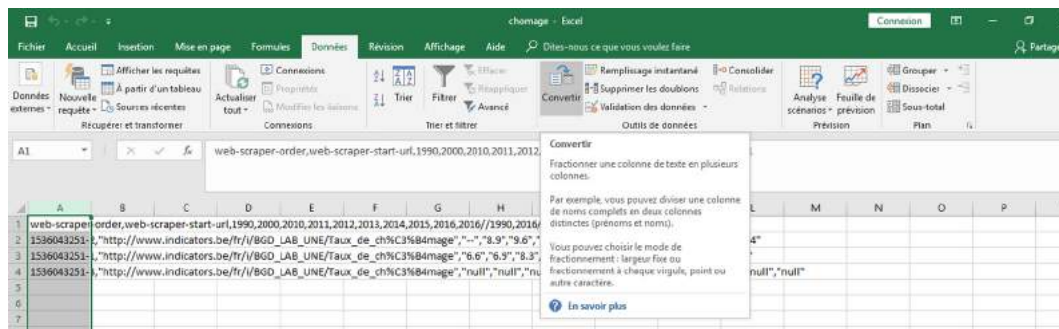 chomage - Excel
Connexion
Fichier Accueil Insertion Mise en page Formules Données Révision Affichage Aide Dites-nous ce que vous voulez faire Partage
Données externes
Nouvelle requête
Afficher les requêtes
À partir d'un tableau
Sources récentes
Récupérer et transformer
Actualiser tout
Connexions
Propriétés
Modifier les liaisons
Connexions
Trier
Filtrer
Effacer
Réappliquer
Avancé
Trier et filtrer
Convertir
Remplissage instantané
Supprimer les doublons
Validation des données
Consolider
Relations
Outils de données
Analyse scénarios
Feuille de prévision
Prévision
Grouper
Dissocier
Sous-total
Plan
A1
fx
web-scraper-order,web-scraper-start-url,1990,2000,2010,2011,2012,
Convertir
Fractionner une colonne de texte en plusieurs
colonnes.
Par exemple, vous pouvez diviser une colonne
de noms complets en deux colonnes
distinctes (prénoms et noms).
Vous pouvez choisir le mode de
fractionnement : largeur fixe ou
fractionnement à chaque virgule, point ou
autre caractère.
En savoir plus
A B C D E F G H L M N O P
1 web-scraper-order,web-scraper-start-url,1990,2000,2010,2011,2012,2013,2014,2015,2016,2016//1990,2016/
2 1536043251-2,"http://www.indicators.be/fr/i/BGD_LAB_UNE/Taux_de_ch%C3%B4mage","--","8.9","9.6", 4"
3 1536043251-1,"http://www.indicators.be/fr/i/BGD_LAB_UNE/Taux_de_ch%C3%B4mage","6.6","6.9","8.3",
4 "http://www.indicators.be/fr/i/BGD_LAB_UNE/Taux_de_ch%C3%B4mage","null","null", null","null"
5
6
7